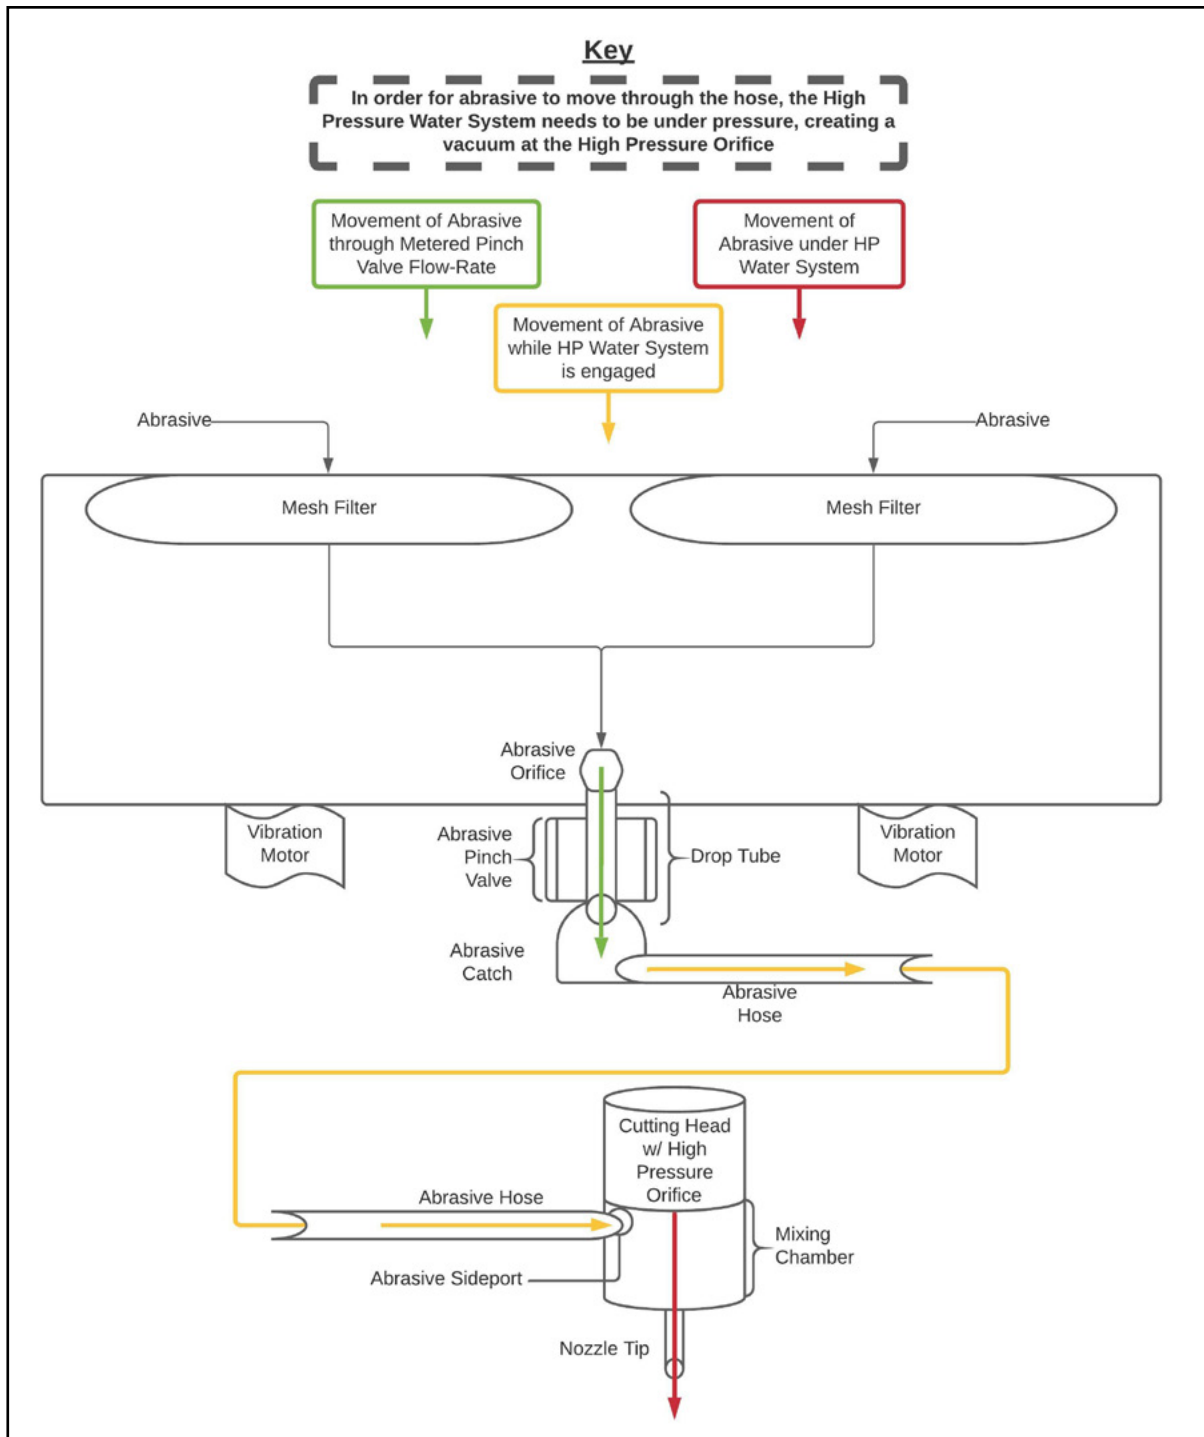 Key
In order for abrasive to move through the hose, the High
Pressure Water System needs to be under pressure, creating a
vacuum at the High Pressure Orifice
Movement of Abrasive
through Metered Pinch
Valve Flow-Rate
Movement of
Abrasive under HP
Water System
Movement of Abrasive
while HP Water System
is engaged
Abrasive
Abrasive
Mesh Filter
Mesh Filter
Abrasive
Orifice
Vibration
Motor
Abrasive
Pinch
Valve
Drop Tube
Vibration
Motor
Abrasive
Catch
Abrasive
Hose
Cutting Head
w/ High
Pressure
Orifice
Abrasive Hose
Mixing
Chamber
Abrasive Sideport
Nozzle Tip